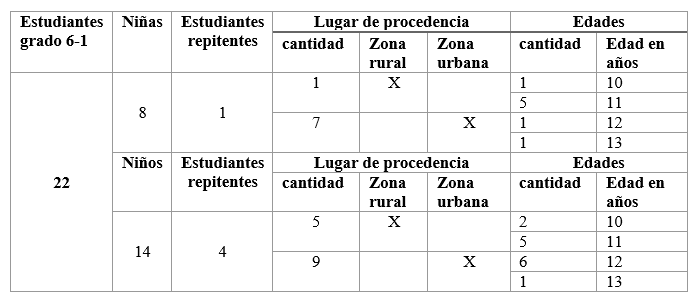 Estudiantes Niñas Estudiantes Lugar de procedencia Edades
grado 6-1 repitentes cantidad Zona Zona cantidad Edad en
rural urbana años
1 X 1 10
5 11
8 1
7 X 1 12
1 13
Niños Estudiantes Lugar de procedencia Edades
22 repitentes cantidad Zona Zona cantidad Edad en
rural urbana años
5 X 2 10
5 11
14 4
9 X 6 12
1 13